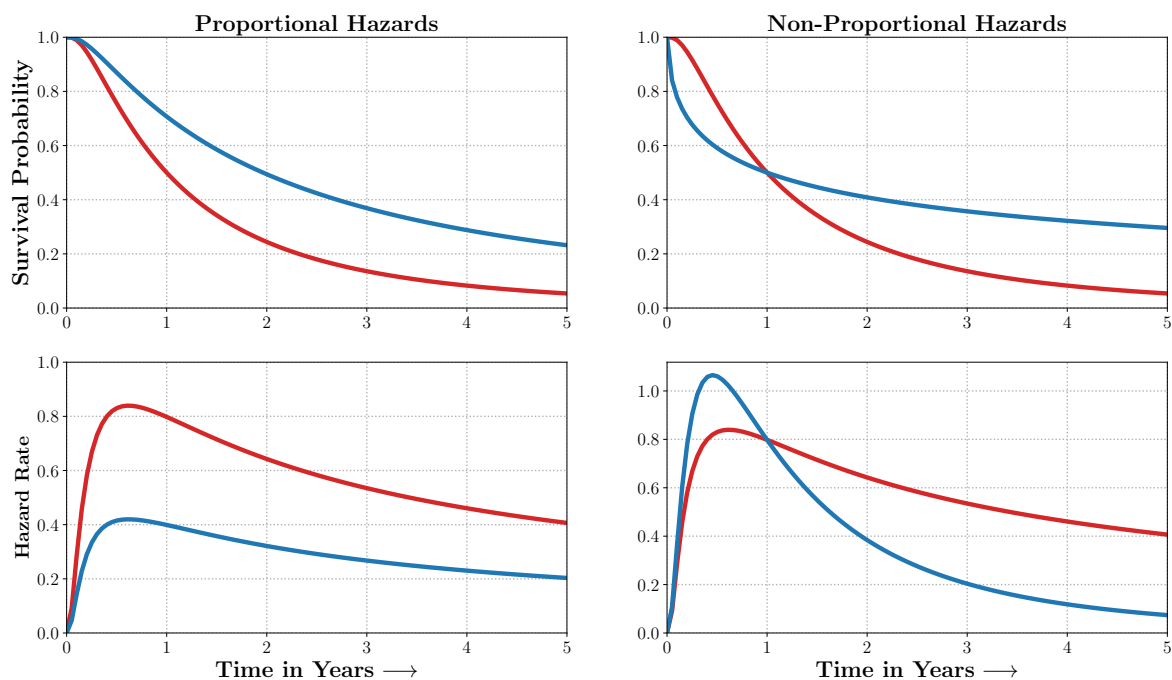 Proportional Hazards
Non-Proportional Hazards
Survival Probability
1.0
0.8
0.6
0.4
0.2
0.0
0 1 2 3 4 5
1.0
0.8
0.6
0.4
0.2
0.0
0 1 2 3 4 5
Hazard Rate
1.0
0.8
0.6
0.4
0.2
0.0
0 1 2 3 4 5
Time in Years →
1.0
0.8
0.6
0.4
0.2
0.0
0 1 2 3 4 5
Time in Years →